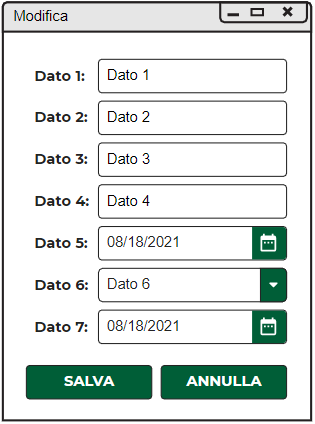 Modifica
Dato 1: Dato 1
Dato 2: Dato 2
Dato 3: Dato 3
Dato 4: Dato 4
Dato 5: 08/18/2021
Dato 6: Dato 6
Dato 7: 08/18/2021
SALVA ANNULLA